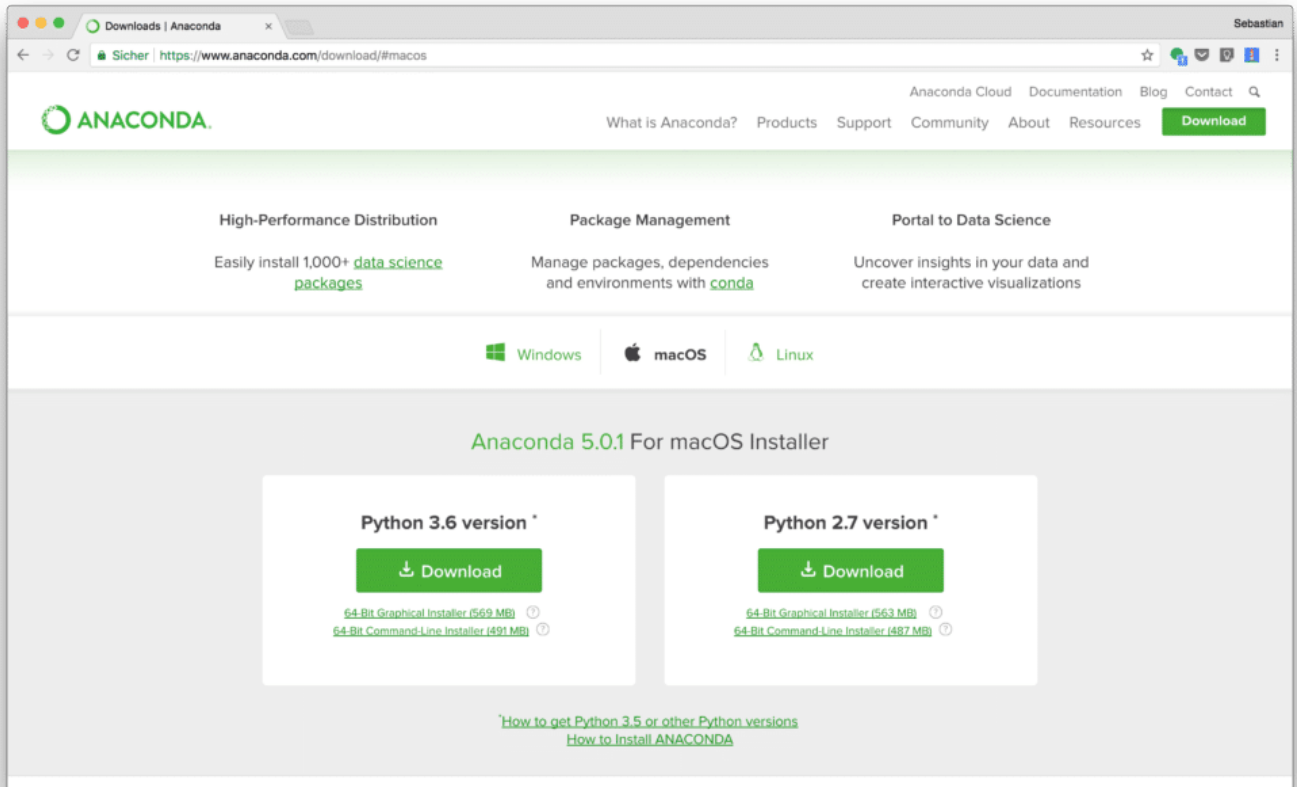 Downloads | Anaconda
Sebastian
Sicher | https://www.anaconda.com/download/#macos
Anaconda Cloud Documentation Blog Contact
ANACONDA.
What is Anaconda? Products Support Community About Resources Download
High-Performance Distribution
Easily install 1,000+ data science
packages
Package Management
Manage packages, dependencies
and environments with conda
Portal to Data Science
Uncover insights in your data and
create interactive visualizations
Windows macOS Linux
Anaconda 5.0.1 For macOS Installer
Python 3.6 version *
Download
64-Bit Graphical Installer (569 MB) ?
64-Bit Command-Line Installer (491 MB) ?
Python 2.7 version *
Download
64-Bit Graphical Installer (563 MB) ?
64-Bit Command-Line Installer (487 MB) ?
*How to get Python 3.5 or other Python versions
How to Install ANACONDA